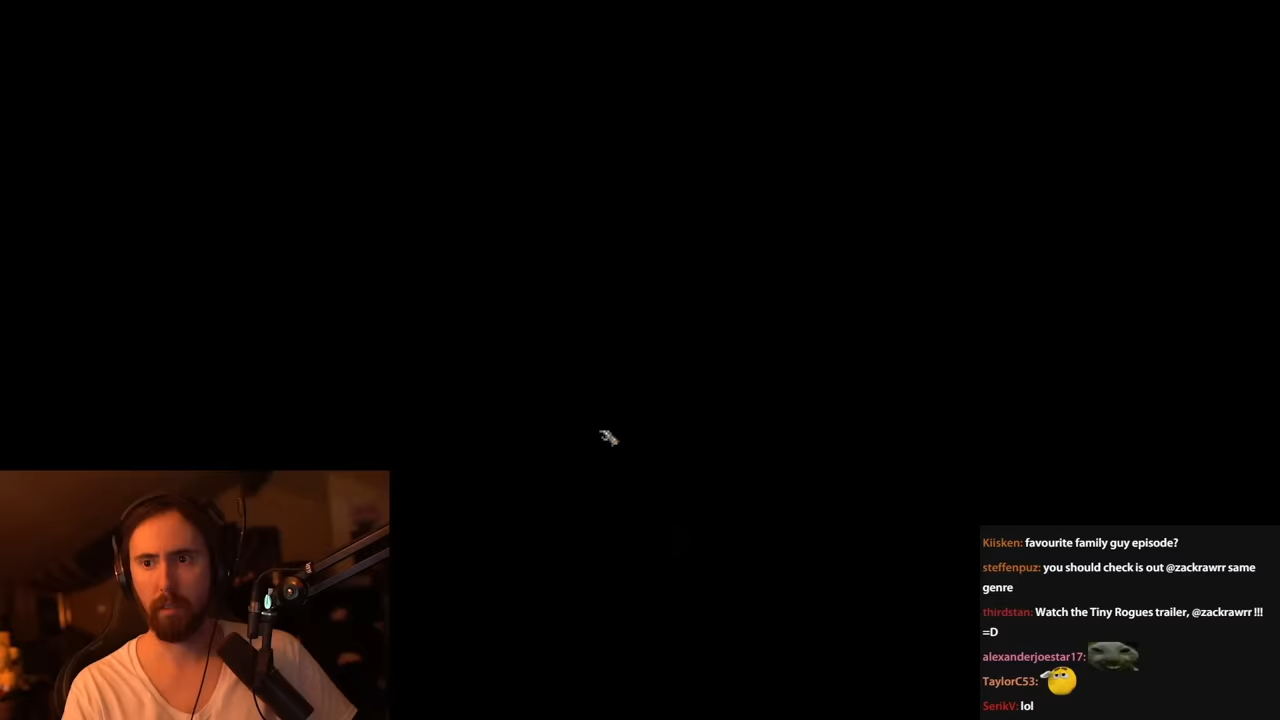 Kiisken: favourite family guy episode?
steffenpuz: you should check is out @zackrawrr same
genre
thirdstan: Watch the Tiny Rogues trailer, @zackrawrr !!!
=D
alexanderjoestar17:
TaylorC53:
SerikV: lol